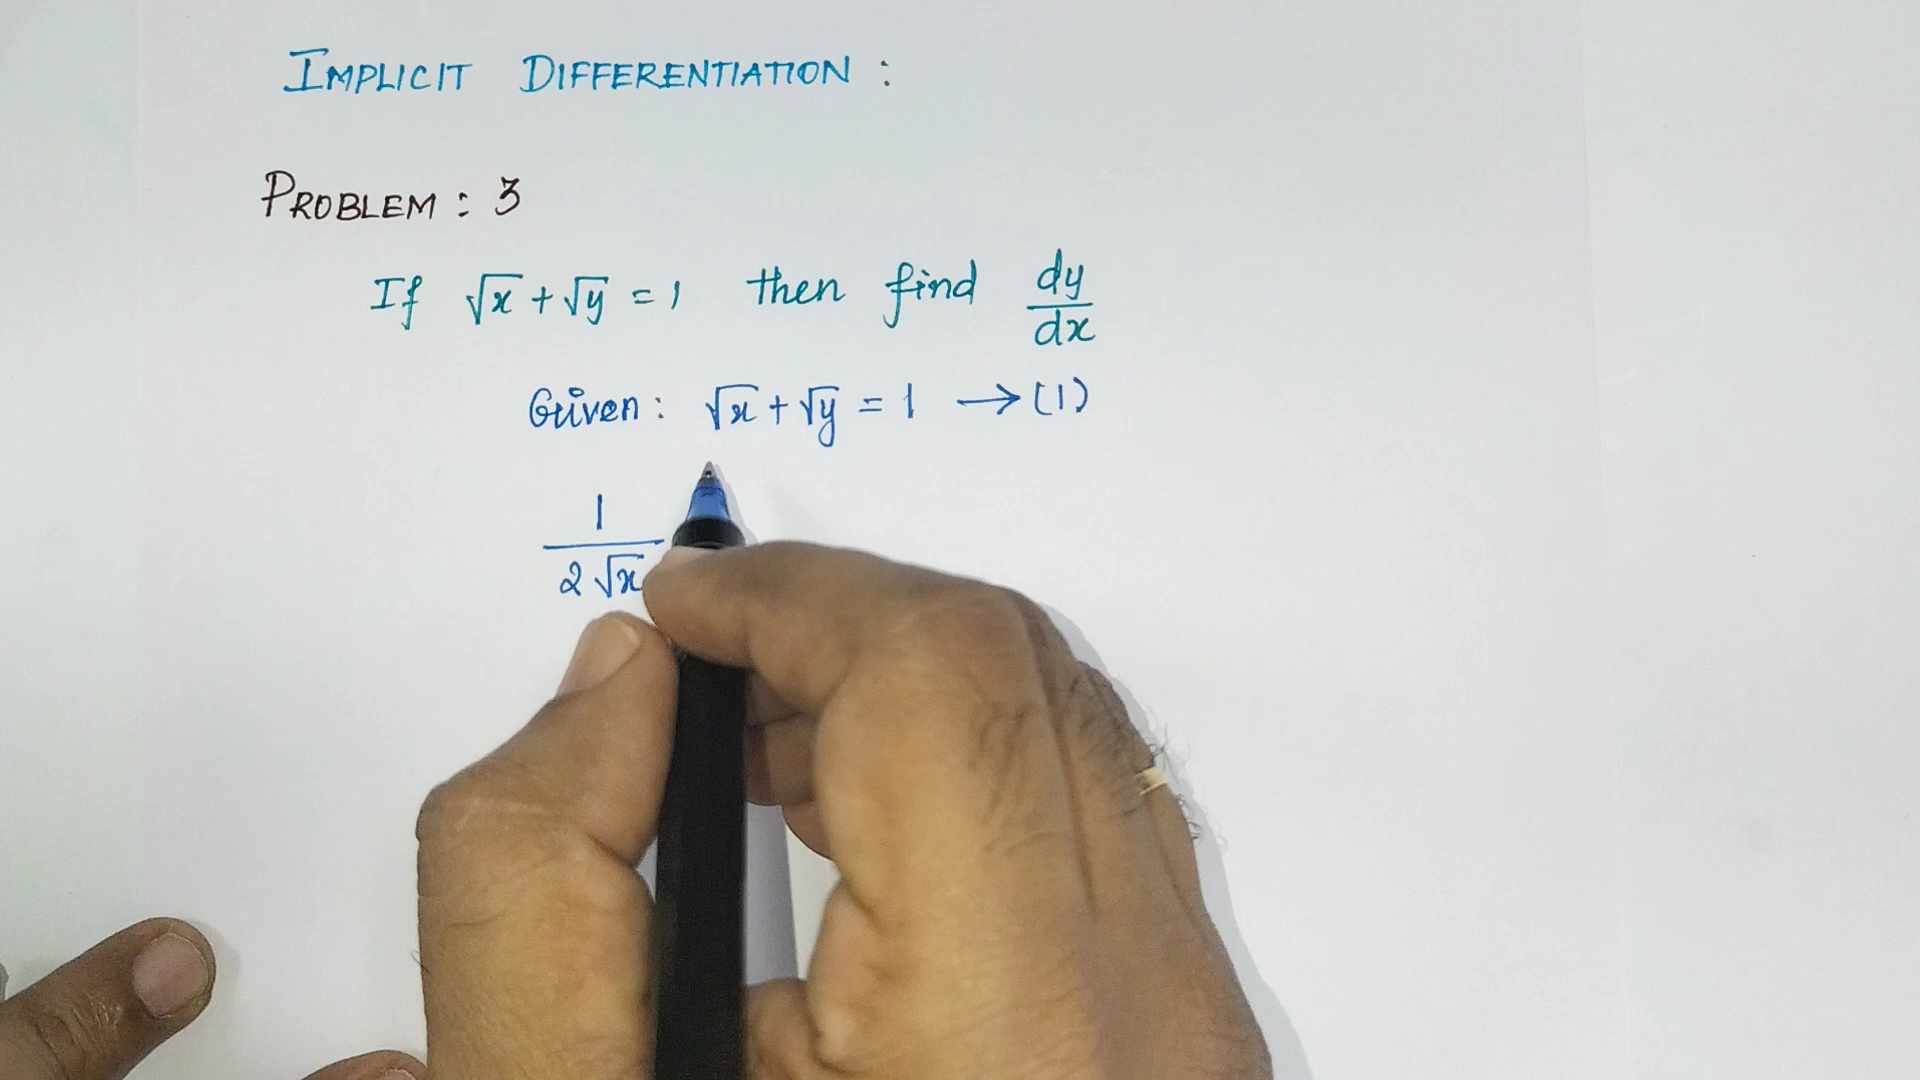 IMPLICIT DIFFERENTIATION :
PROBLEM : 3
If √x + √y = 1 then find dy/dx
Given : √x + √y = 1 → (1)
1/2√x